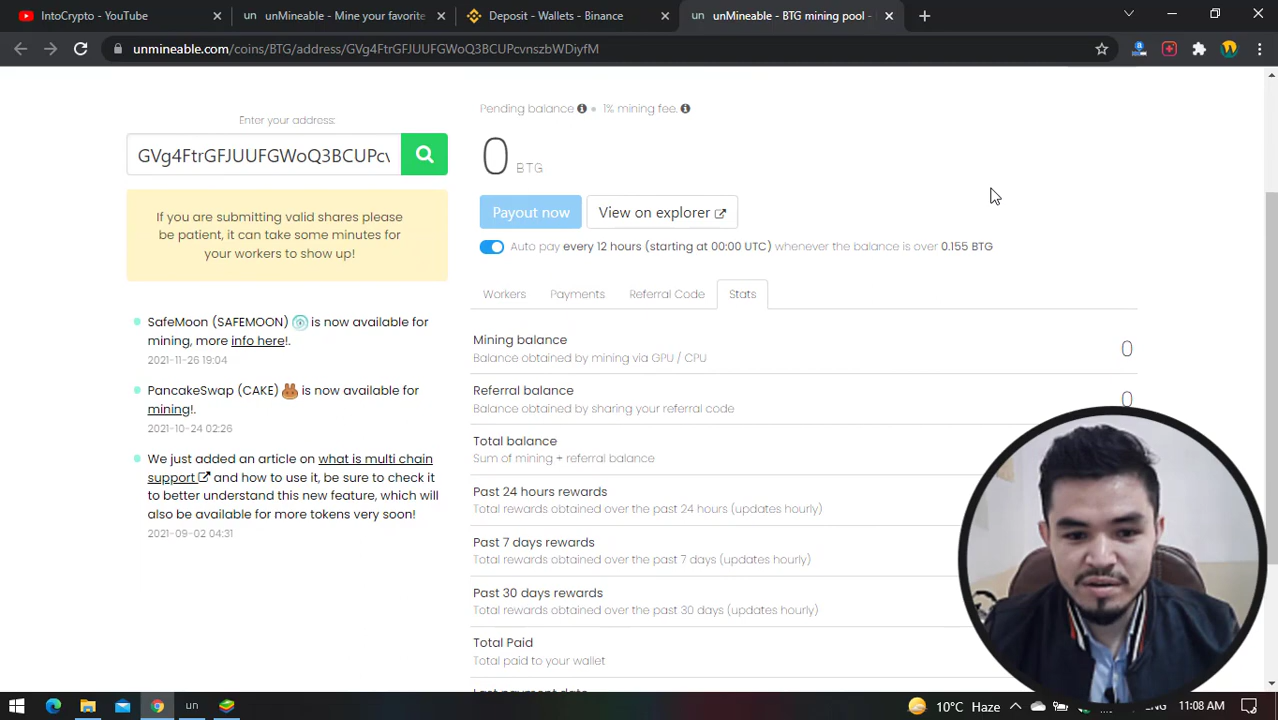 IntoCrypto - YouTube
un unMineable - Mine your favorite
Deposit - Wallets - Binance
un unMineable - BTG mining pool -
unmineable.com/coins/BTG/address/GVg4FtrGFJUUFGWoQ3BCUPcvnszbWDiyfM
Enter your address:
GVg4FtrGFJUUFGWoQ3BCUPcv
If you are submitting valid shares please
be patient, it can take some minutes for
your workers to show up!
SafeMoon (SAFEMOON) is now available for
mining, more info here!.
2021-11-26 19:04
PancakeSwap (CAKE) is now available for
mining!.
2021-10-24 02:26
We just added an article on what is multi chain
support and how to use it, be sure to check it
to better understand this new feature, which will
also be available for more tokens very soon!
2021-09-02 04:31
Pending balance • 1% mining fee.
0 BTG
Payout now
View on explorer
Auto pay every 12 hours (starting at 00:00 UTC) whenever the balance is over 0.155 BTG
Workers
Payments
Referral Code
Stats
Mining balance
Balance obtained by mining via GPU / CPU
0
Referral balance
Balance obtained by sharing your referral code
0
Total balance
Sum of mining + referral balance
Past 24 hours rewards
Total rewards obtained over the past 24 hours (updates hourly)
Past 7 days rewards
Total rewards obtained over the past 7 days (updates hourly)
Past 30 days rewards
Total rewards obtained over the past 30 days (updates hourly)
Total Paid
Total paid to your wallet
Last payment date
un
10°C Haze
ENG
11:08 AM